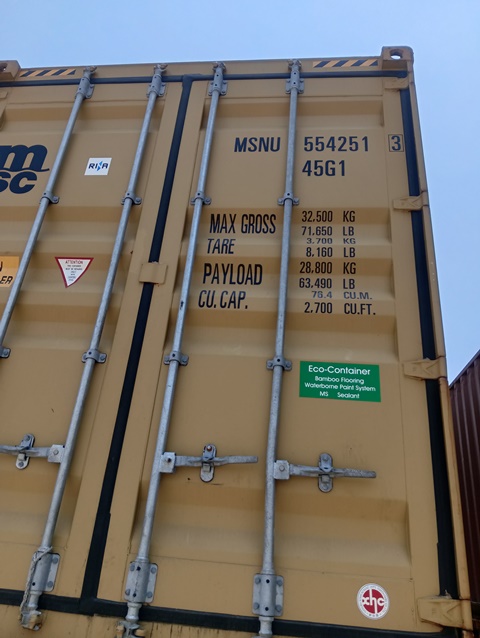 MSNU 554251 3
45G1
m
sc
RINA
MAX GROSS 32.500 KG
71.650 LB
TARE 3.700 KG
8.160 LB
PAYLOAD 28.800 KG
63.490 LB
CU.CAP. 76.4 CU.M.
2.700 CU.FT.
ATTENTION
LER
Eco-Container
Bamboo Flooring
Waterborne Paint System
MS Sealant